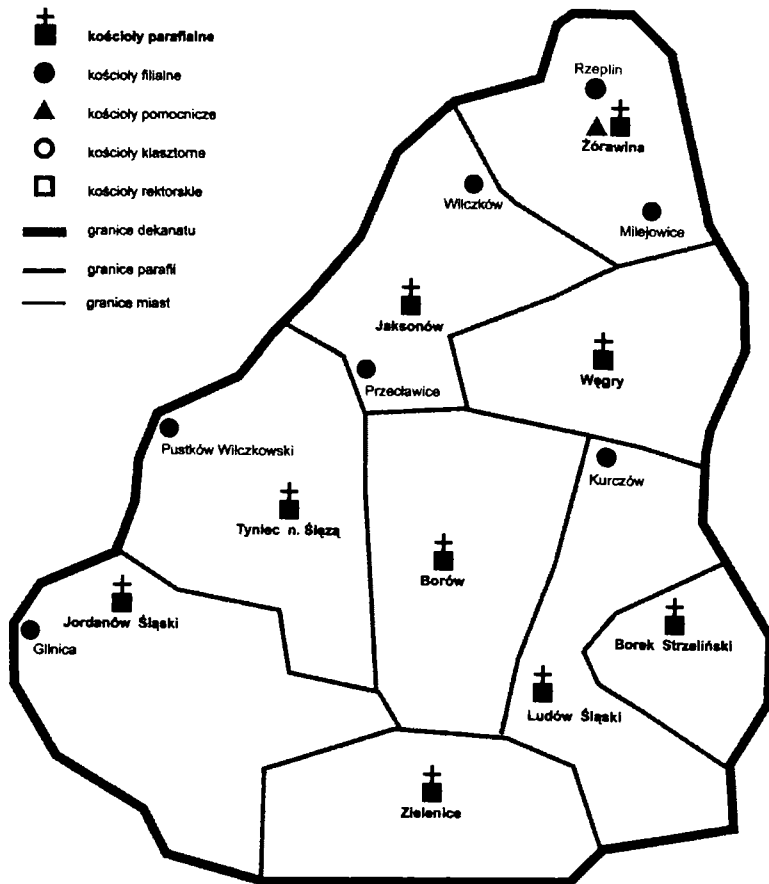 kościoły parafialne
kościoły filialne
kościoły pomocnicze
kościoły klasztorne
kościoły rektorskie
granice dekanatu
granice parafii
granice miast
Rzeplin
Żórawina
Wilczków
Milejowice
Jaksonów
Węgry
Przecławice
Pustków Wilczkowski
Kurczów
Tyniec n. Ślęzą
Borów
Jordanów Śląski
Glinica
Borek Strzeliński
Ludów Śląski
Zielenice